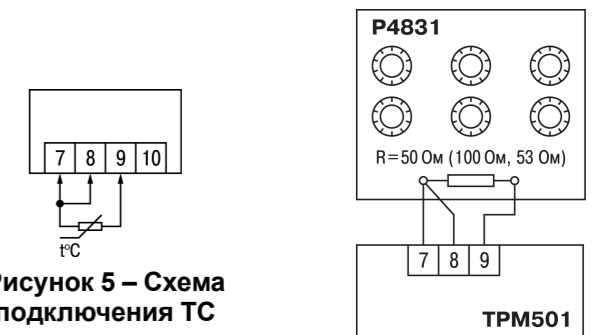 7 8 9 10
t°C
исунок 5 – Схема
подключения ТС
Р4831
R=50 Ом (100 Ом, 53 Ом)
7 8 9
ТРМ501